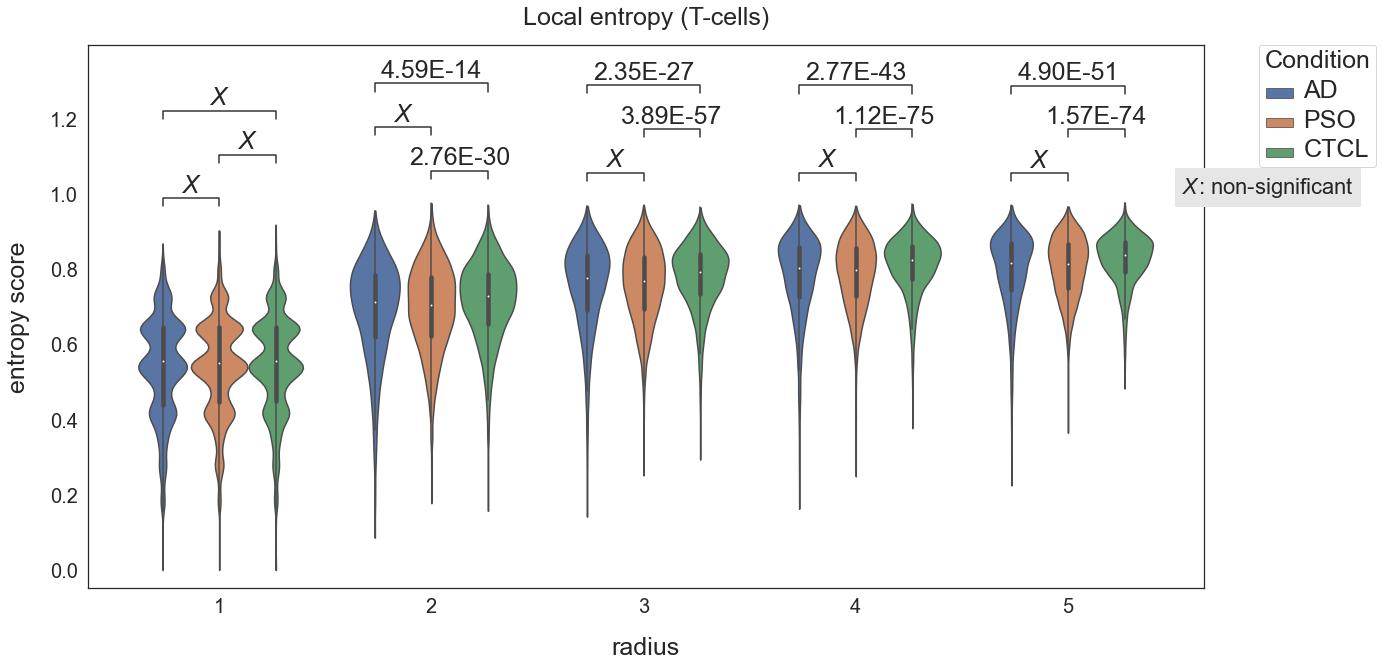 Local entropy (T-cells)
Condition
AD
PSO
CTCL
X: non-significant
X
X
X
4.59E-14
X
2.76E-30
2.35E-27
3.89E-57
X
2.77E-43
1.12E-75
X
4.90E-51
1.57E-74
X
entropy score
1.2
1.0
0.8
0.6
0.4
0.2
0.0
1 2 3 4 5
radius